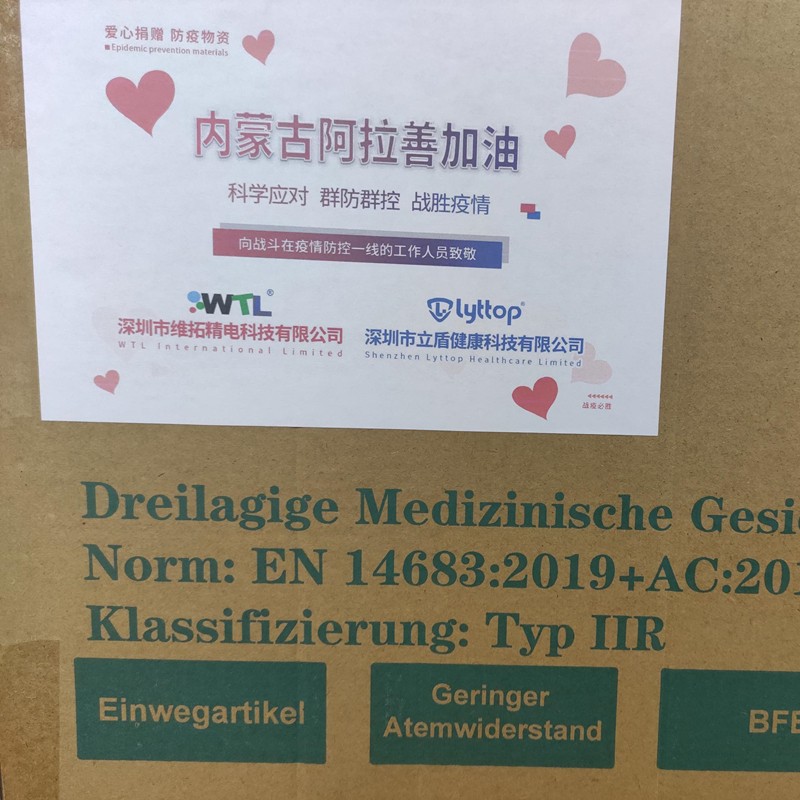 爱心捐赠 防疫物资
Epidemic prevention materials
内蒙古阿拉善加油
科学应对 群防群控 战胜疫情
向战斗在疫情防控一线的工作人员致敬
WTL®
深圳市维拓精电科技有限公司
WTL International Limited
lyttop®
深圳市立盾健康科技有限公司
Shenzhen Lyttop Healthcare Limited
战疫必胜
Dreilagige Medizinische Gesi
Norm: EN 14683:2019+AC:201
Klassifizierung: Typ IIR
Einwegartikel
Geringer
Atemwiderstand
BFE